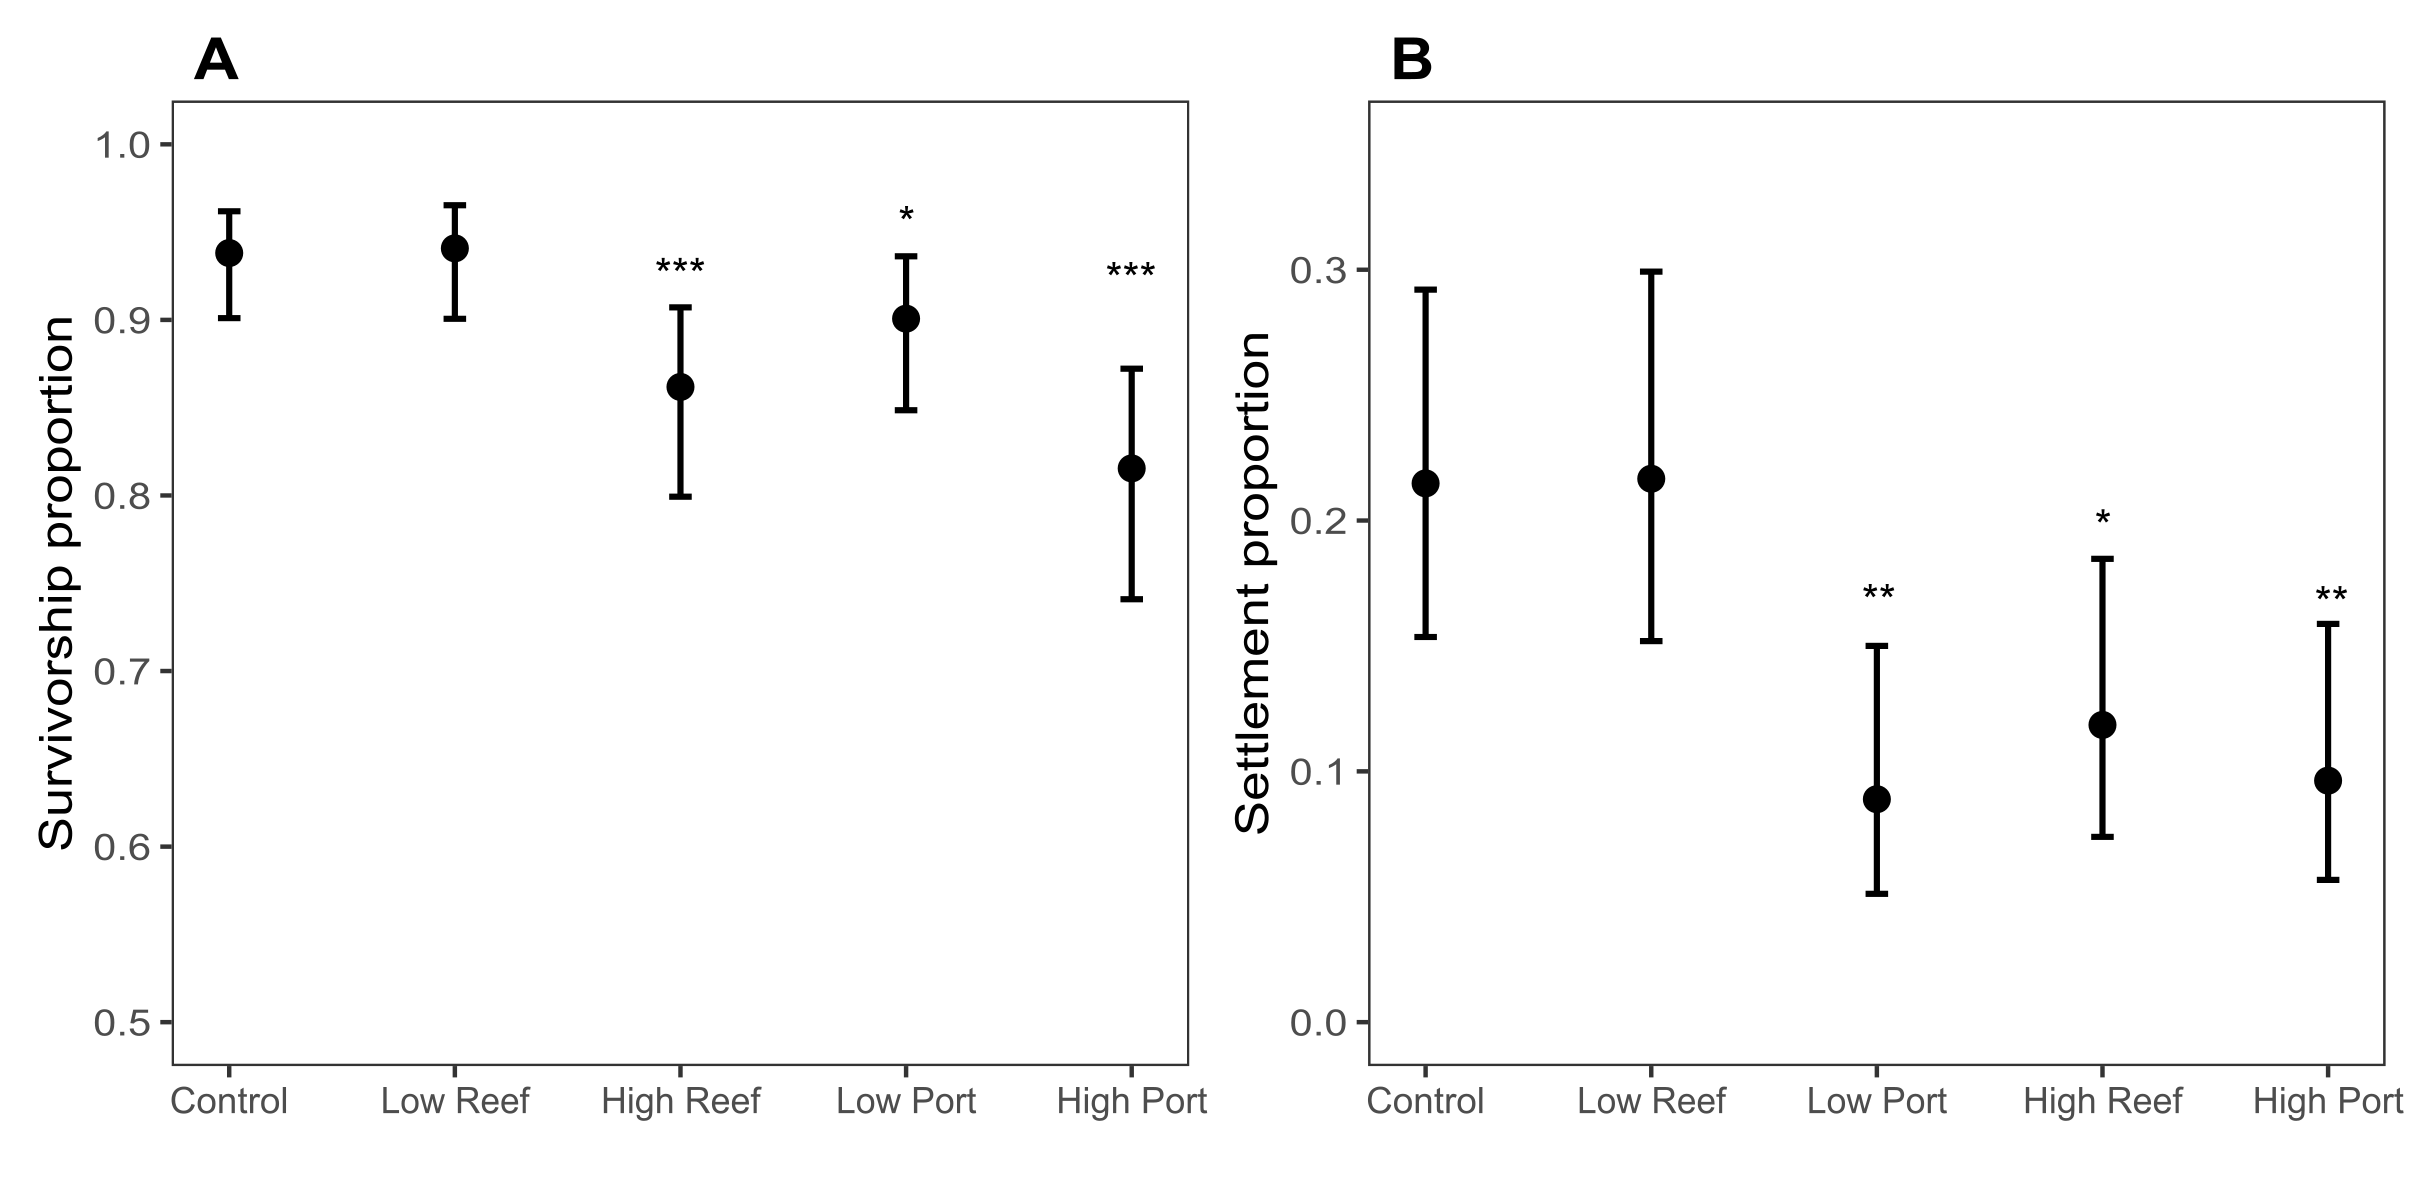 A
Survivorship proportion
1.0
0.9
0.8
0.7
0.6
0.5
***
*
***
Control Low Reef High Reef Low Port High Port
B
Settlement proportion
0.3
0.2
0.1
0.0
**
*
**
Control Low Reef Low Port High Reef High Port